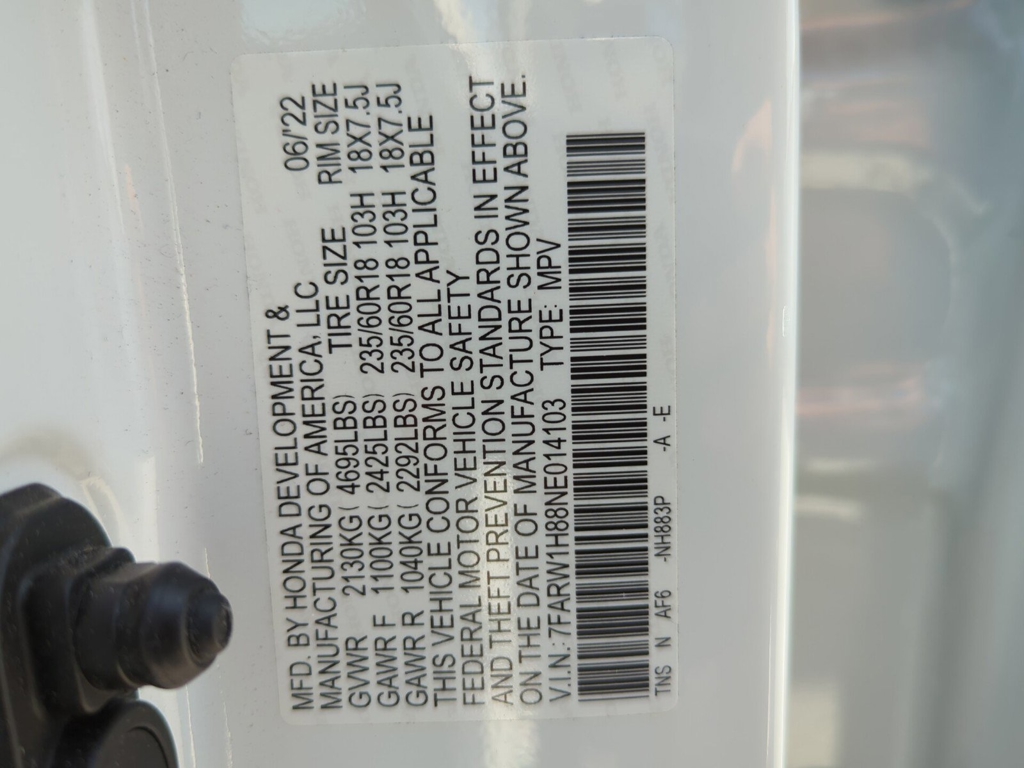 MFD. BY HONDA DEVELOPMENT &
MANUFACTURING OF AMERICA, LLC 06/'22
GVWR 2130KG( 4695LBS) TIRE SIZE RIM SIZE
GAWR F 1100KG( 2425LBS) 235/60R18 103H 18X7.5J
GAWR R 1040KG( 2292LBS) 235/60R18 103H 18X7.5J
THIS VEHICLE CONFORMS TO ALL APPLICABLE
FEDERAL MOTOR VEHICLE SAFETY
AND THEFT PREVENTION STANDARDS IN EFFECT
ON THE DATE OF MANUFACTURE SHOWN ABOVE.
V.I.N.:7FARW1H88NE014103 TYPE: MPV
TNS N AF6 -NH883P -A -E